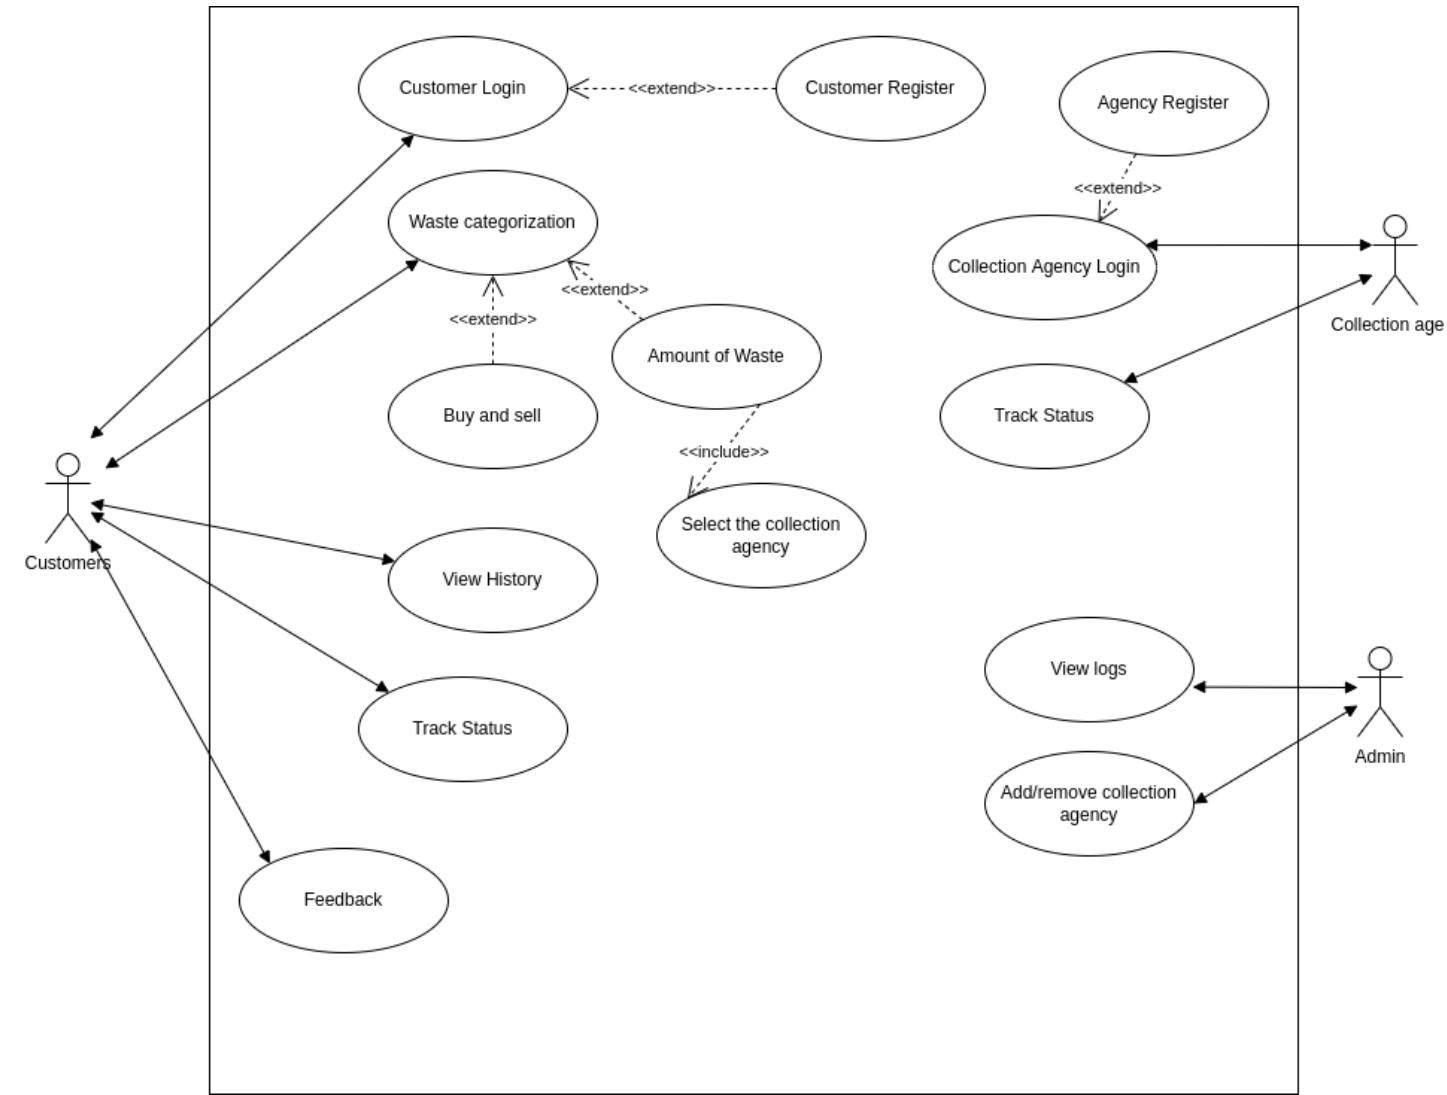 Customer Login
<<extend>>
Customer Register
Agency Register
<<extend>>
Waste categorization
Collection Agency Login
<<extend>>
<<extend>>
Collection age
Amount of Waste
Buy and sell
Track Status
<<include>>
Select the collection
agency
Customers
View History
View logs
Track Status
Admin
Add/remove collection
agency
Feedback